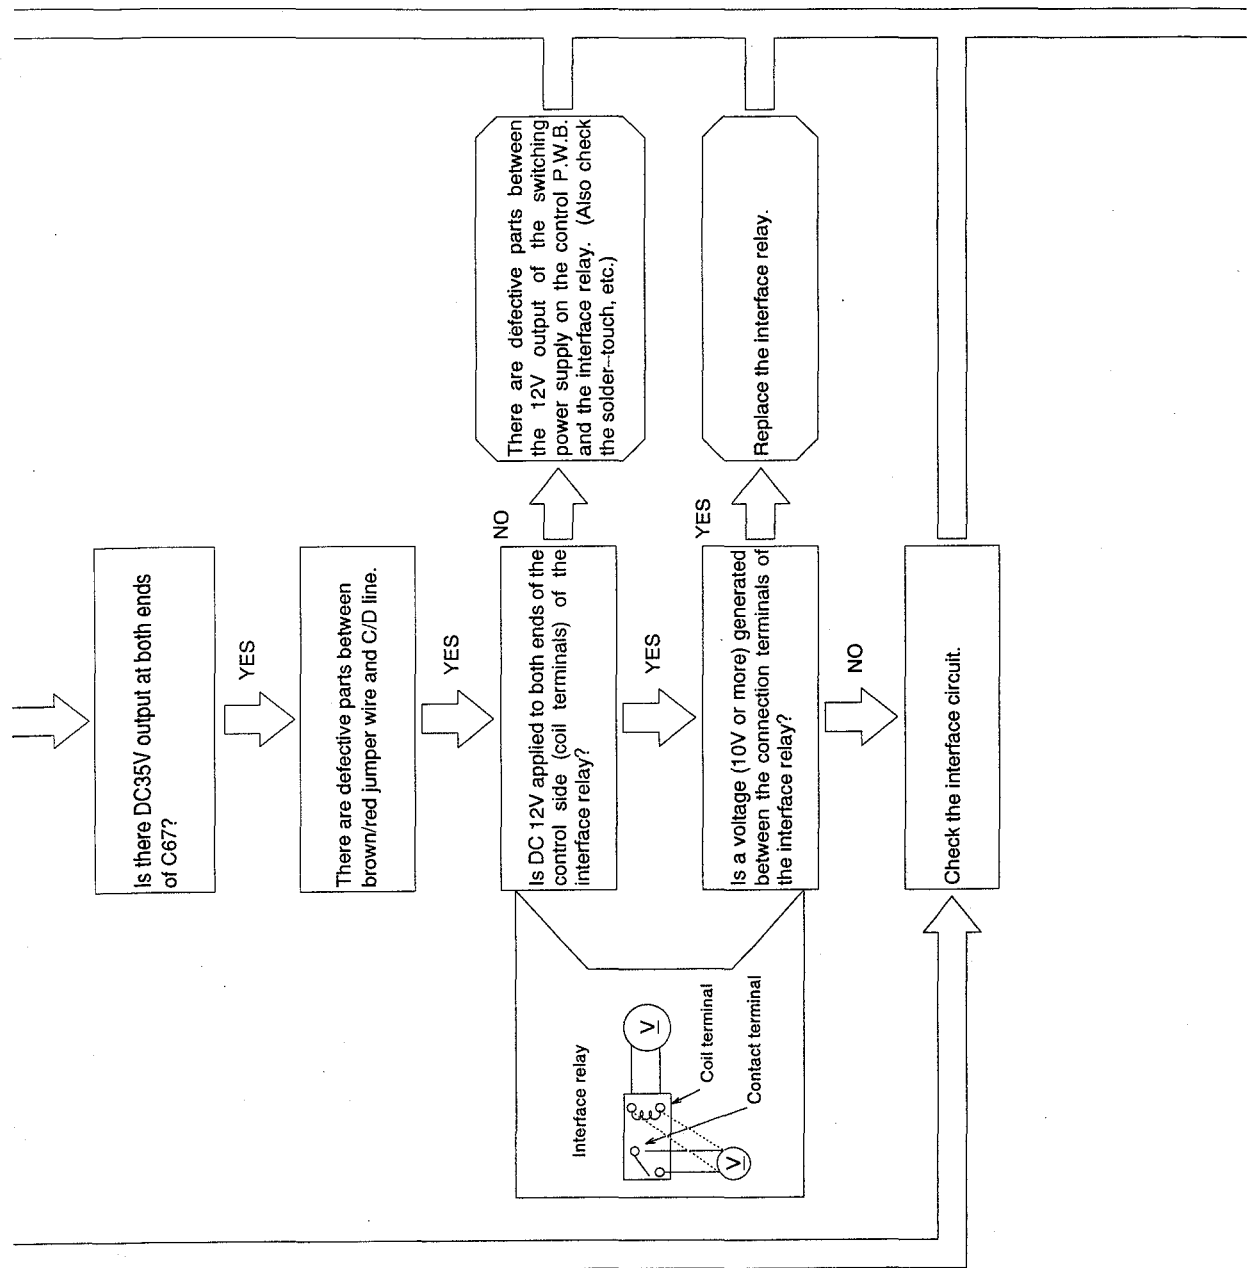 Is there DC35V output at both ends
of C67?
YES
There are defective parts between
brown/red jumper wire and C/D line.
YES
Is DC 12V applied to both ends of the
control side (coil terminals) of the
interface relay?
NO
There are defective parts between
the 12V output of the switching
power supply on the control P.W.B.
and the interface relay. (Also check
the solder–touch, etc.)
YES
Is a voltage (10V or more) generated
between the connection terminals of
the interface relay?
YES
Replace the interface relay.
NO
Check the interface circuit.
Interface relay
V
Coil terminal
Contact terminal
V